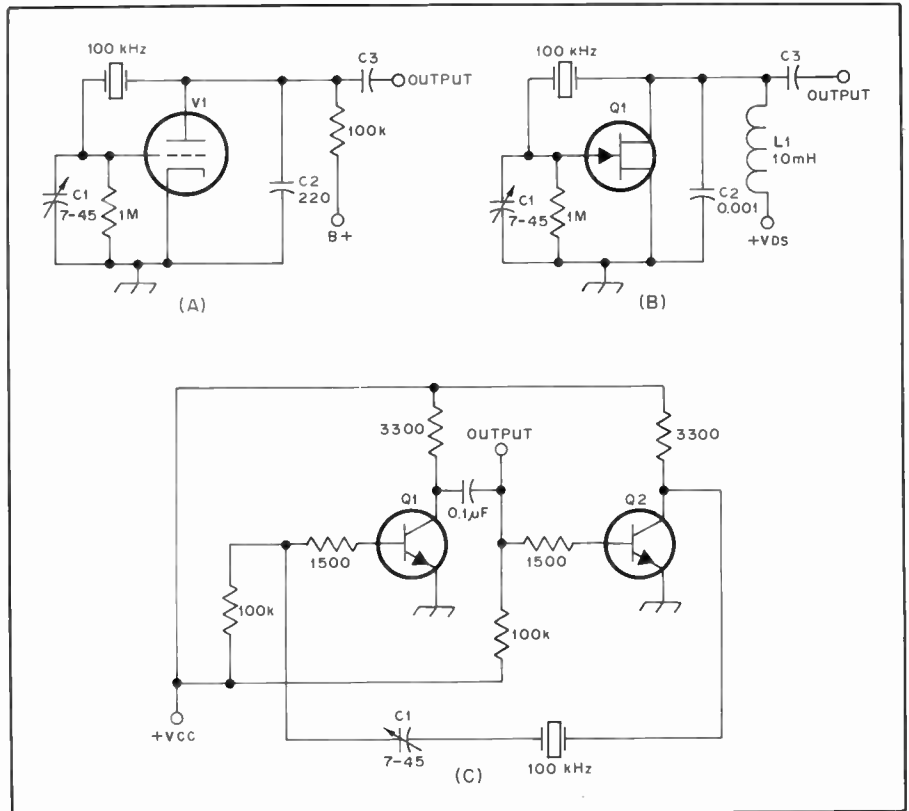 100 kHz
C3
OUTPUT
V1
100k
C1
7-45
1M
C2
220
B+
(A)
100 kHz
C3
OUTPUT
Q1
L1
10mH
C1
7-45
1M
C2
0.001
+VDS
(B)
3300
OUTPUT
3300
Q1
Q2
0.1µF
1500
1500
100k
100k
+VCC
C1
7-45
100 kHz
(C)